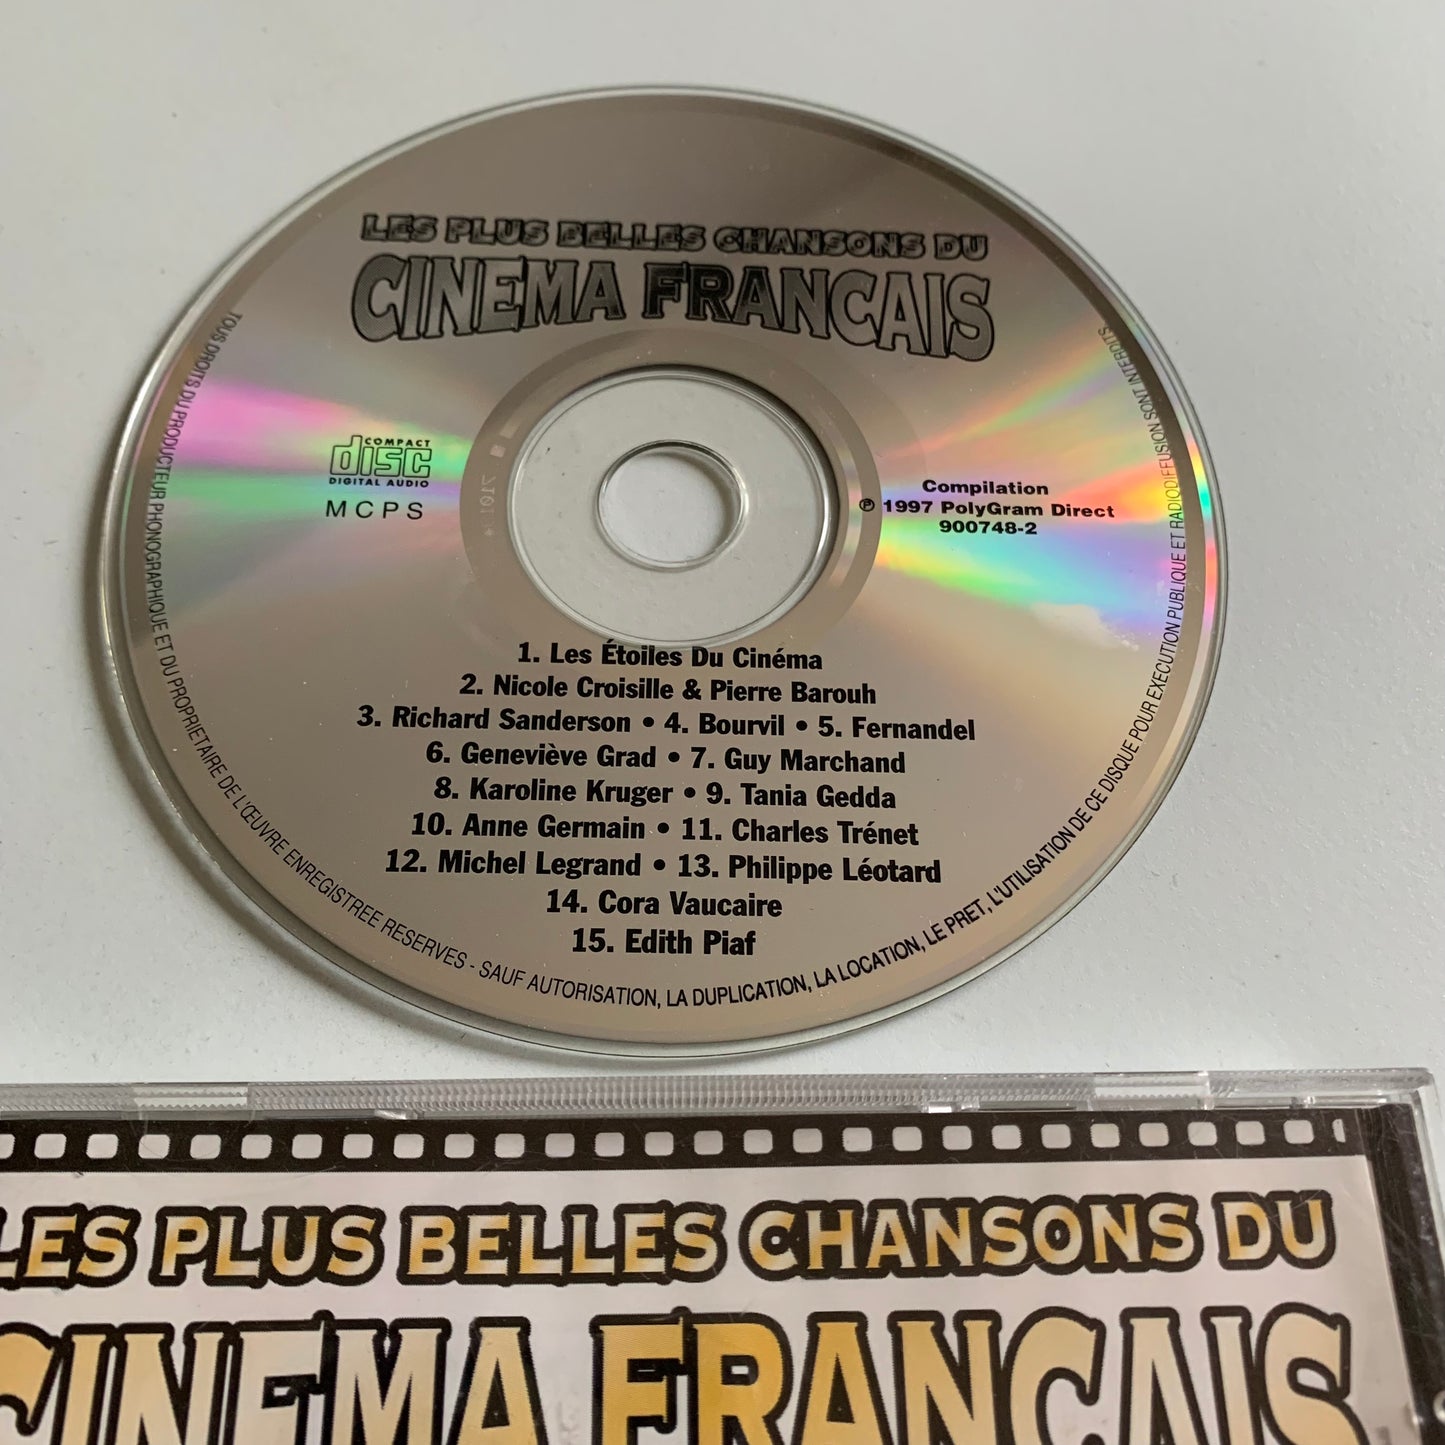 LES PLUS BELLES CHANSONS DU
CINEMA FRANCAIS
COMPACT
disc
DIGITAL AUDIO
MCPS
Compilation
℗ 1997 PolyGram Direct
900748-2
1. Les Étoiles Du Cinéma
2. Nicole Croisille & Pierre Barouh
3. Richard Sanderson • 4. Bourvil • 5. Fernandel
6. Geneviève Grad • 7. Guy Marchand
8. Karoline Kruger • 9. Tania Gedda
10. Anne Germain • 11. Charles Trénet
12. Michel Legrand • 13. Philippe Léotard
14. Cora Vaucaire
15. Edith Piaf
TOUS DROITS DU PRODUCTEUR PHONOGRAPHIQUE ET DU PROPRIETAIRE DE L'ŒUVRE ENREGISTREE RESERVES - SAUF AUTORISATION, LA DUPLICATION, LA LOCATION, LE PRET, L'UTILISATION DE CE DISQUE POUR EXECUTION PUBLIQUE ET RADIODIFFUSION SONT INTERDITS
LES PLUS BELLES CHANSONS DU
CINEMA FRANCAIS